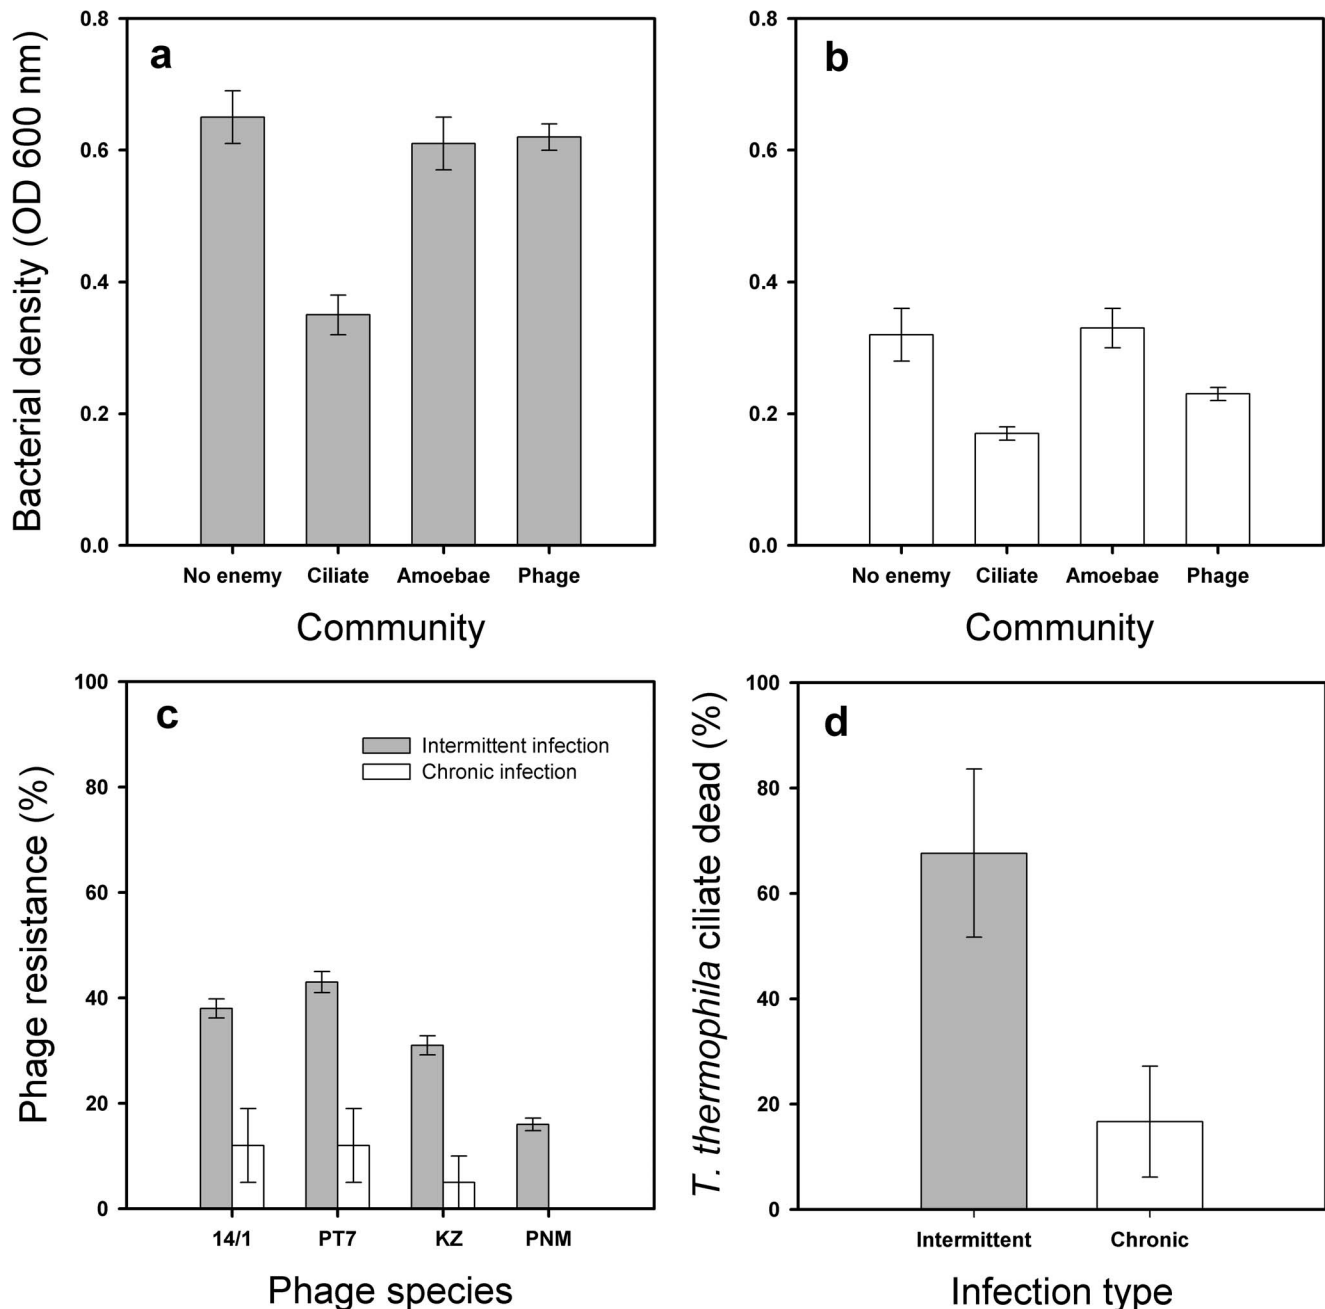 a
Bacterial density (OD 600 nm)
0.8
0.6
0.4
0.2
0.0
No enemy Ciliate Amoebae Phage
Community
b
0.8
0.6
0.4
0.2
0.0
No enemy Ciliate Amoebae Phage
Community
c
Phage resistance (%)
100
80
60
40
20
0
Intermittent infection
Chronic infection
14/1 PT7 KZ PNM
Phage species
d
T. thermophila ciliate dead (%)
100
80
60
40
20
0
Intermittent Chronic
Infection type